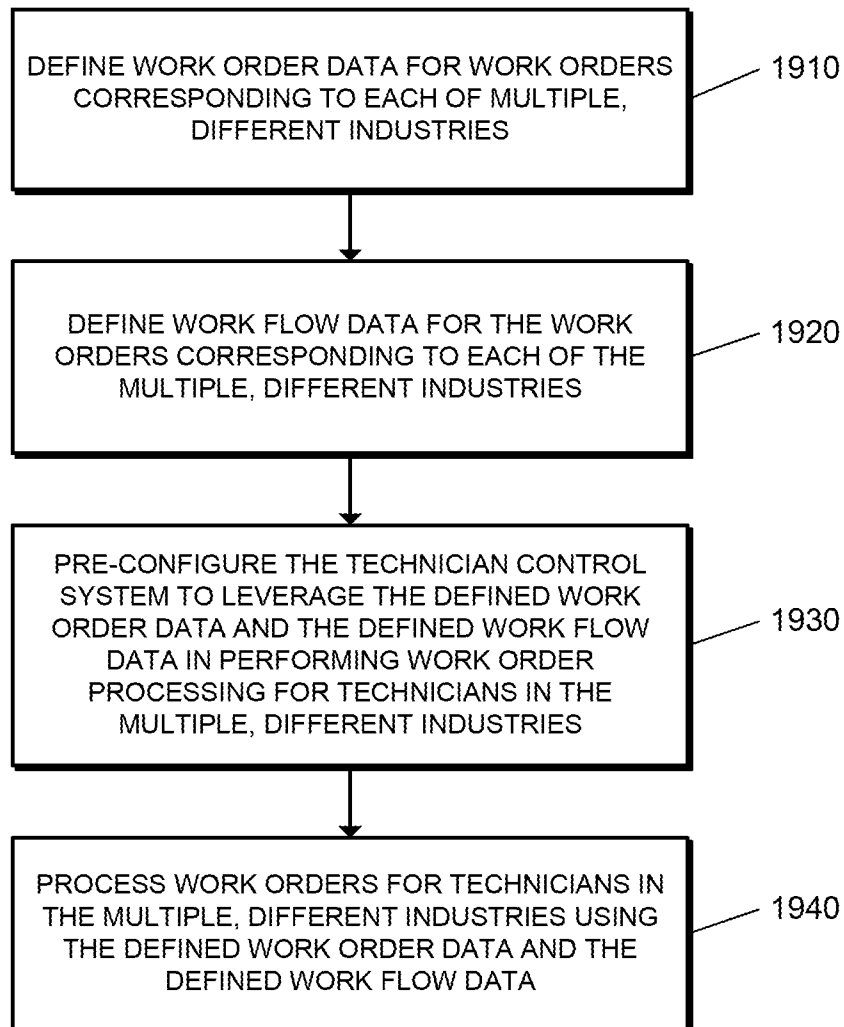 DEFINE WORK ORDER DATA FOR WORK ORDERS
CORRESPONDING TO EACH OF MULTIPLE,
DIFFERENT INDUSTRIES
1910
DEFINE WORK FLOW DATA FOR THE WORK
ORDERS CORRESPONDING TO EACH OF THE
MULTIPLE, DIFFERENT INDUSTRIES
1920
PRE-CONFIGURE THE TECHNICIAN CONTROL
SYSTEM TO LEVERAGE THE DEFINED WORK
ORDER DATA AND THE DEFINED WORK FLOW
DATA IN PERFORMING WORK ORDER
PROCESSING FOR TECHNICIANS IN THE
MULTIPLE, DIFFERENT INDUSTRIES
1930
PROCESS WORK ORDERS FOR TECHNICIANS IN
THE MULTIPLE, DIFFERENT INDUSTRIES USING
THE DEFINED WORK ORDER DATA AND THE
DEFINED WORK FLOW DATA
1940